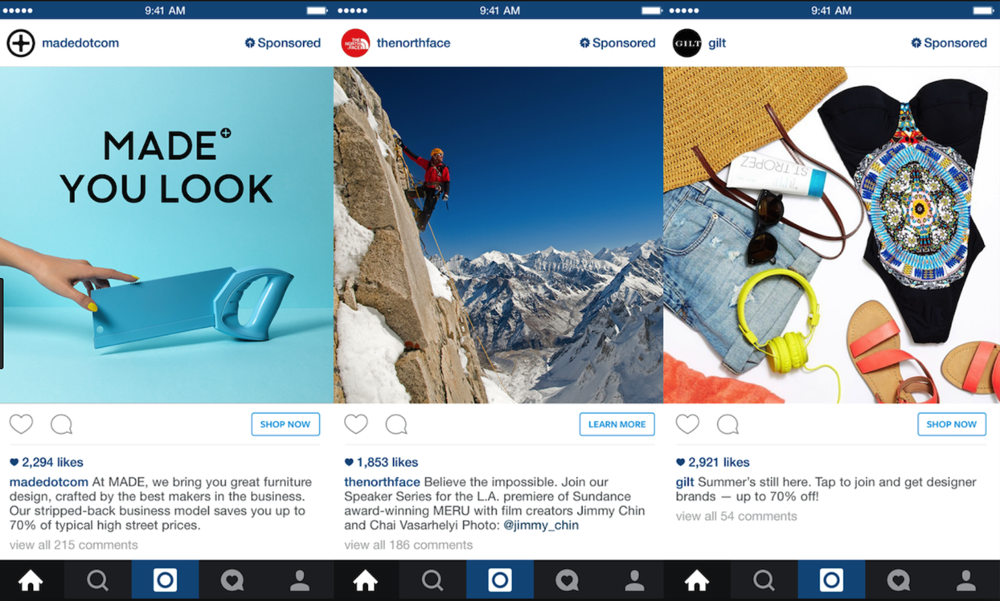 9:41 AM
madedotcom
Sponsored
MADE
YOU LOOK
SHOP NOW
2,294 likes
madedotcom At MADE, we bring you great furniture
design, crafted by the best makers in the business.
Our stripped-back business model saves you up to
70% of typical high street prices.
view all 215 comments
9:41 AM
THE
NORTH
FACE
thenorthface
Sponsored
LEARN MORE
1,853 likes
thenorthface Believe the impossible. Join our
Speaker Series for the L.A. premiere of Sundance
award-winning MERU with film creators Jimmy Chin
and Chai Vasarhelyi Photo: @jimmy_chin
view all 186 comments
9:41 AM
GILT
gilt
Sponsored
ST.TROPEZ
SHOP NOW
2,921 likes
gilt Summer’s still here. Tap to join and get designer
brands — up to 70% off!
view all 54 comments